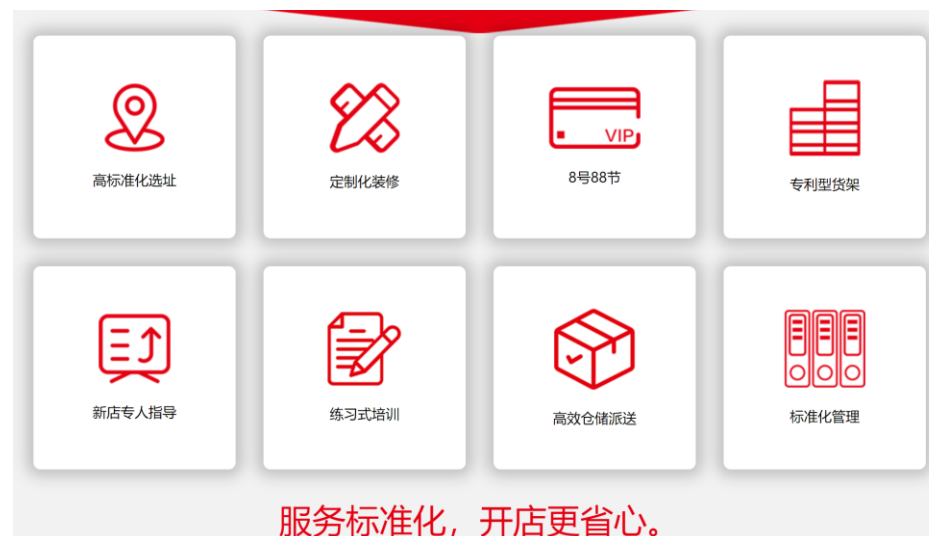 高标准化选址
定制化装修
VIP
8号88节
专利型货架
新店专人指导
练习式培训
高效仓储派送
标准化管理
服务标准化，开店更省心。